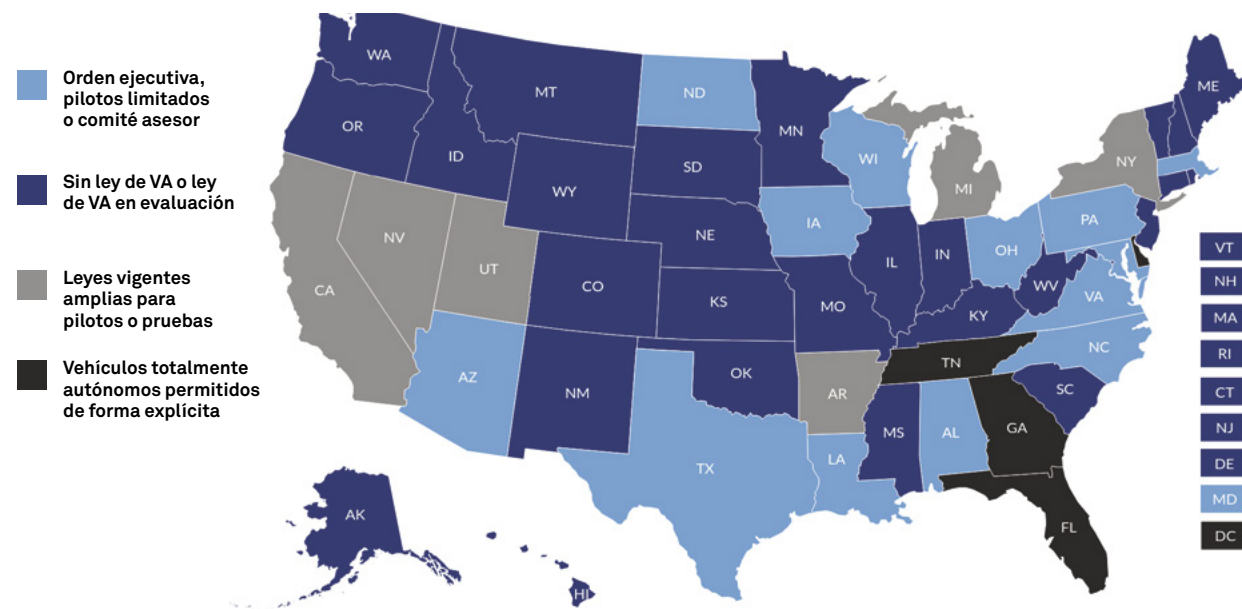 Orden ejecutiva,
pilotos limitados
o comité asesor
Sin ley de VA o ley
de VA en evaluación
Leyes vigentes
amplias para
pilotos o pruebas
Vehículos totalmente
autónomos permitidos
de forma explícita
WA
MT
ND
MN
ME
OR
ID
WY
SD
WI
MI
NY
NV
UT
CA
NE
IA
PA
IL
IN
OH
CO
KS
MO
WV
VA
KY
AZ
NM
OK
AR
TN
NC
SC
TX
LA
MS
AL
GA
FL
AK
HI
VT
NH
MA
RI
CT
NJ
DE
MD
DC